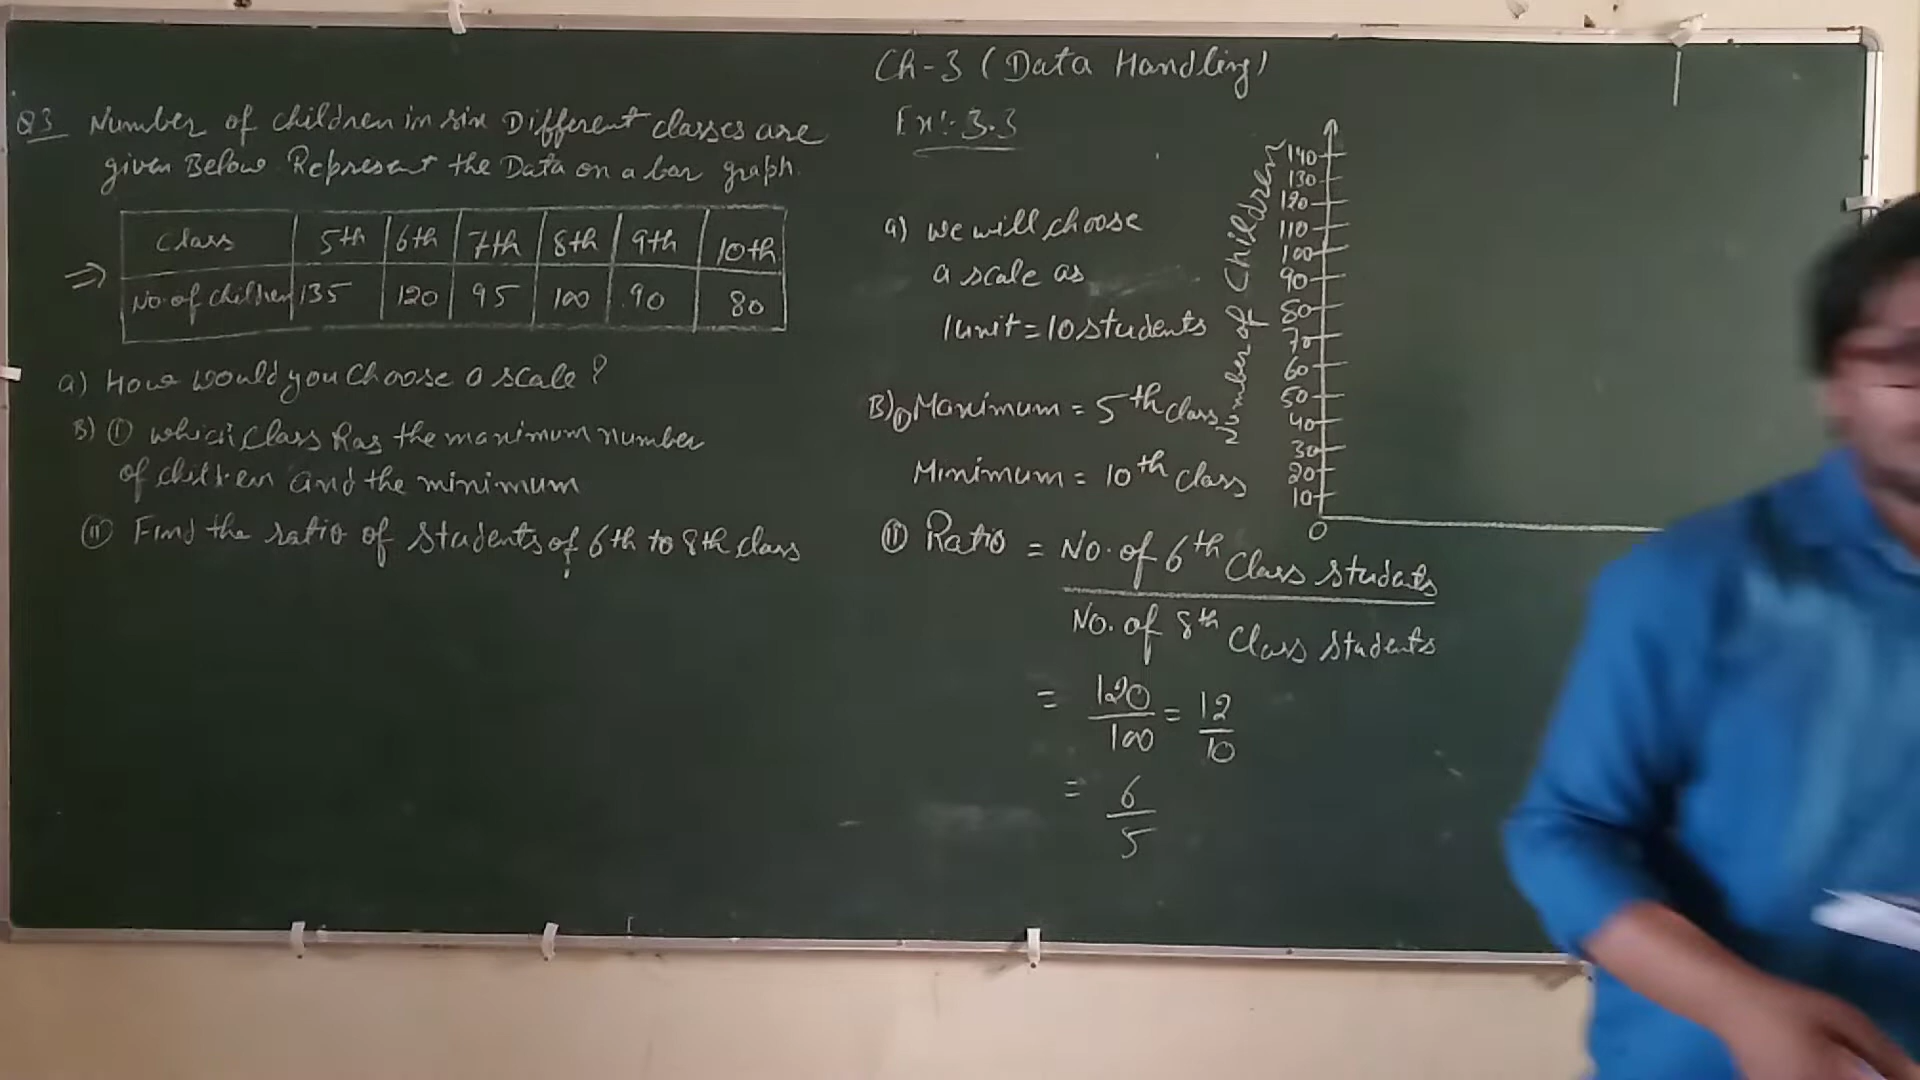 Ch-3 (Data Handling)
Q3 Number of children in six Different classes are
given Below. Represent the Data on a bar graph.
Class 5th 6th 7th 8th 9th 10th
⇒ No. of children 135 120 95 100 90 80
a) How would you choose a scale?
B) (i) which class has the maximum number
of children and the minimum
(ii) Find the ratio of students of 6th to 8th class
Ex:- 3.3
a) we will choose
a scale as
1 unit = 10 students
B) (i) Maximum = 5th class
Minimum = 10th class
(ii) Ratio = No. of 6th Class students
No. of 8th Class students
= 120/100 = 12/10
= 6/5
Number of Children
140
130
120
110
100
90
80
70
60
50
40
30
20
10
0